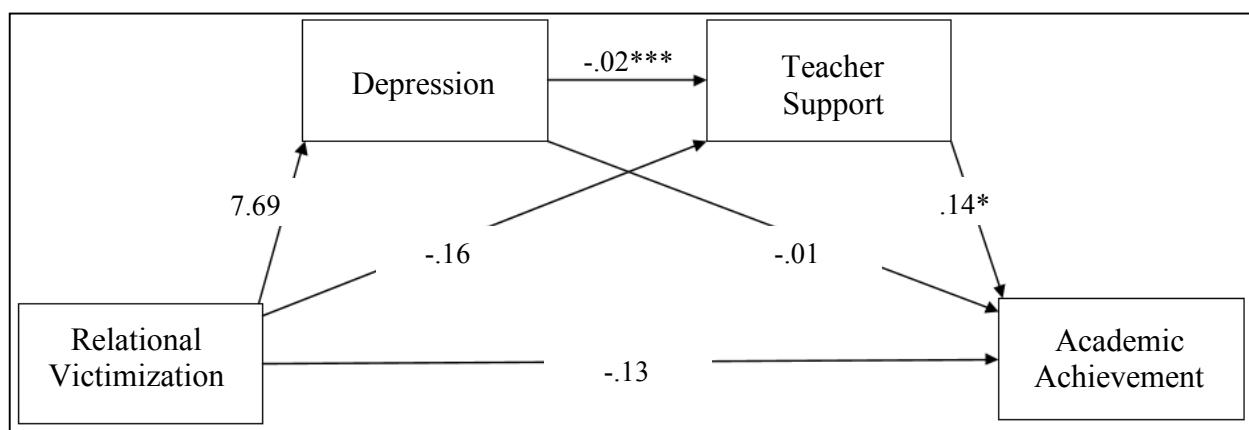 Depression
-.02***
Teacher
Support
7.69
-.16
-.01
.14*
Relational
Victimization
-.13
Academic
Achievement